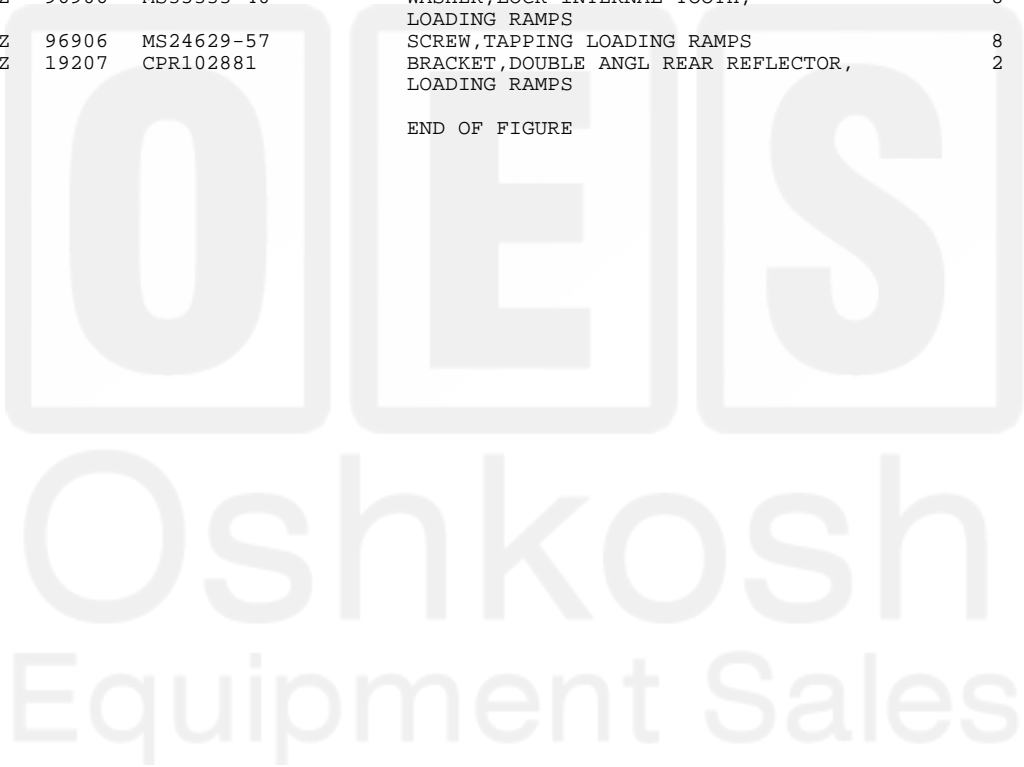 LOADING RAMPS
Z 96906 MS24629-57 SCREW,TAPPING LOADING RAMPS 8
Z 19207 CPR102881 BRACKET,DOUBLE ANGL REAR REFLECTOR, 2
LOADING RAMPS
END OF FIGURE
OES
Oshkosh
Equipment Sales